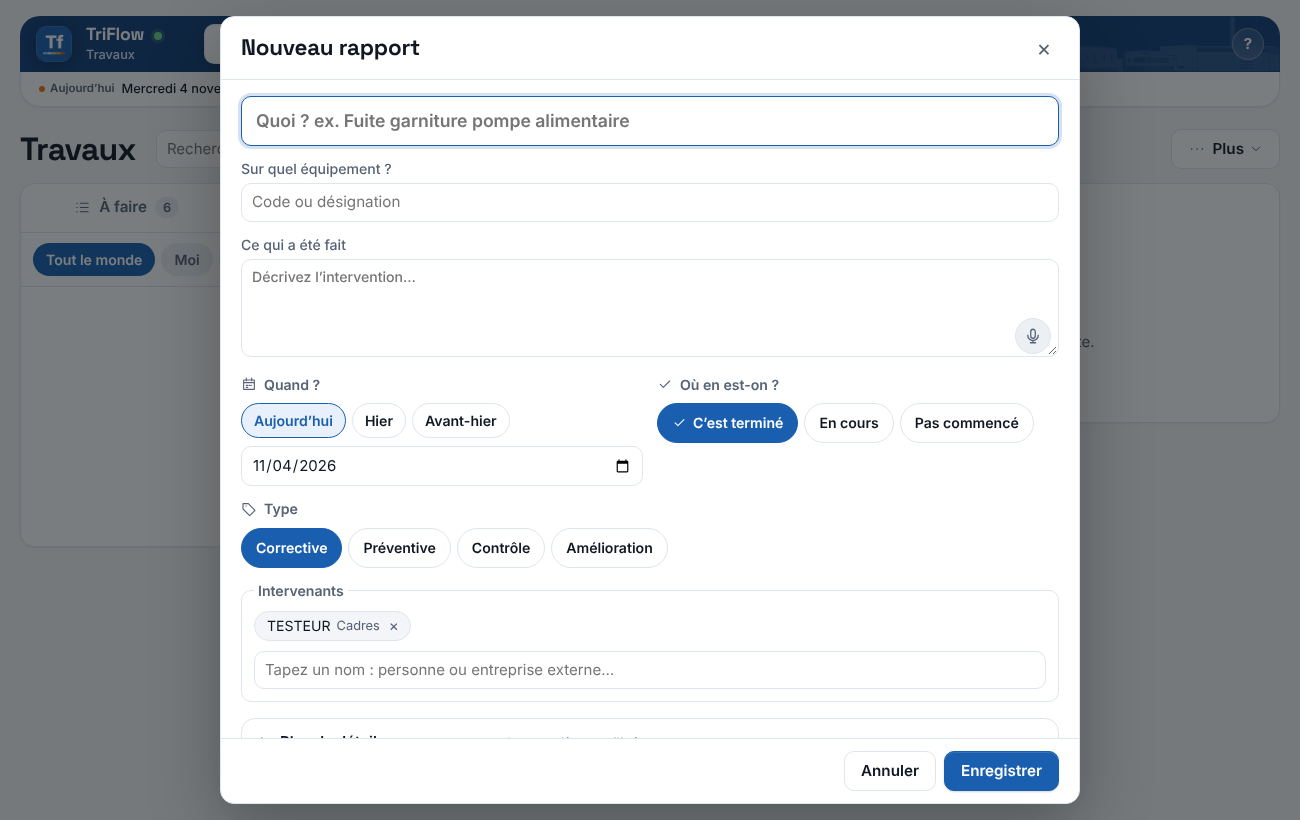 Tf
TriFlow
Travaux
?
Aujourd’hui Mercredi 4 nove
Travaux
Recherc
··· Plus
À faire 6
Tout le monde Moi
te.
Nouveau rapport
×
Quoi ? ex. Fuite garniture pompe alimentaire
Sur quel équipement ?
Code ou désignation
Ce qui a été fait
Décrivez l’intervention…
Quand ?
Aujourd’hui Hier Avant-hier
11/04/2026
Où en est-on ?
C’est terminé En cours Pas commencé
Type
Corrective Préventive Contrôle Amélioration
Intervenants
TESTEUR Cadres ×
Tapez un nom : personne ou entreprise externe…
Annuler Enregistrer